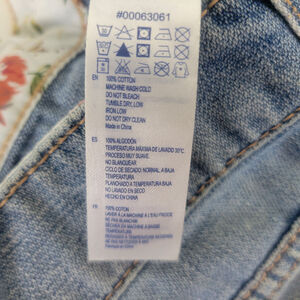 #00063061
EN 100% COTTON
MACHINE WASH COLD
DO NOT BLEACH
TUMBLE DRY, LOW
IRON LOW
DO NOT DRY CLEAN
Made in China
ES 100% ALGODÓN
TEMPERATURA MÁXIMA DE LAVADO 30°C
PROCESO MUY SUAVE.
NO BLANQUEAR
CICLO DE SECADO: NORMAL, A BAJA
TEMPERATURA
PLANCHADO A TEMPERATURA BAJA
NO LAVADO EN SECO
HECHO EN CHINA
FR 100% COTON
LAVER À LA MACHINE À L'EAU FROIDE
NE PAS BLANCHIR
SÉCHER EN MACHINE À BASSE
TEMPÉRATURE